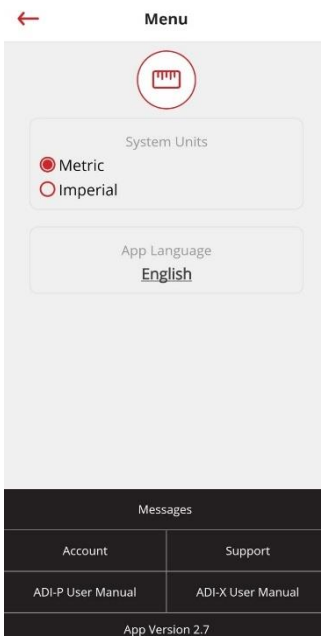 Menu
System Units
Metric
Imperial
App Language
English
Messages
Account
Support
ADI-P User Manual
ADI-X User Manual
App Version 2.7